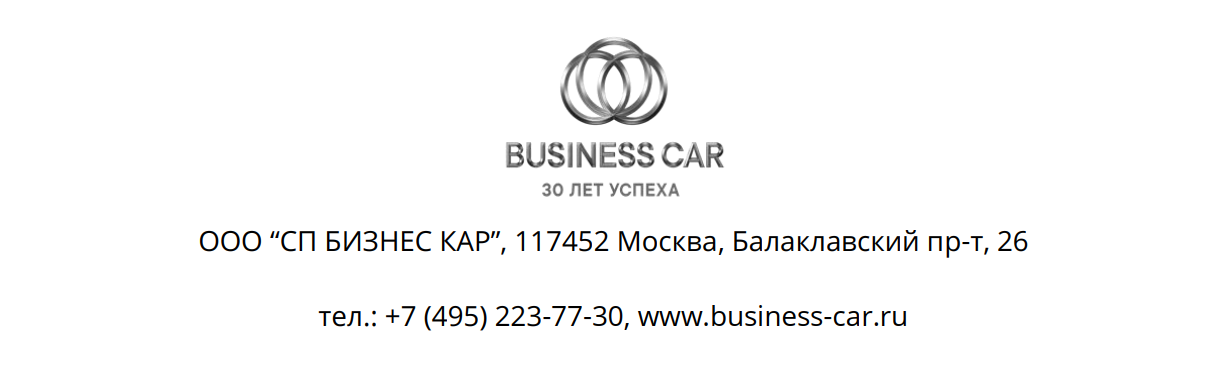 BUSINESS CAR
30 ЛЕТ УСПЕХА
ООО “СП БИЗНЕС КАР”, 117452 Москва, Балаклавский пр-т, 26
тел.: +7 (495) 223-77-30, www.business-car.ru